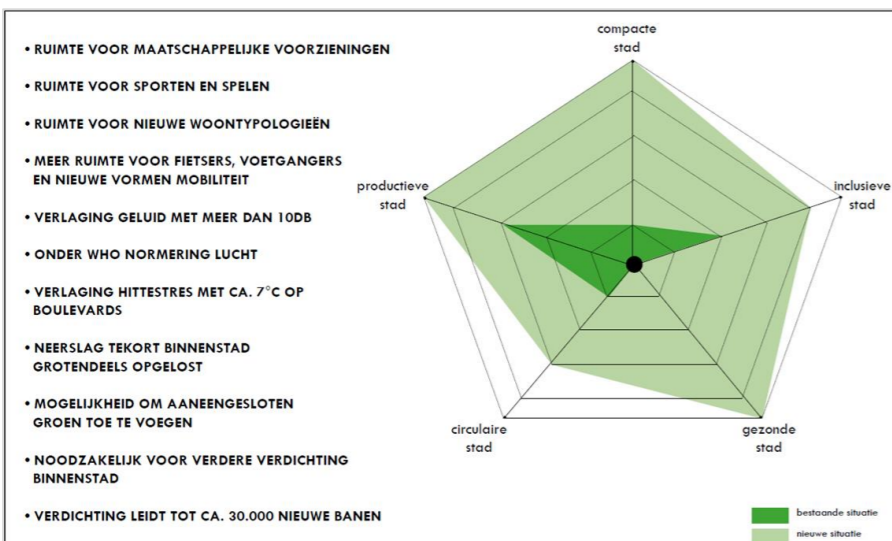 • RUIMTE VOOR MAATSCHAPPELIJKE VOORZIENINGEN
• RUIMTE VOOR SPORTEN EN SPELEN
• RUIMTE VOOR NIEUWE WOONTYPOLOGIEËN
• MEER RUIMTE VOOR FIETSERS, VOETGANGERS
EN NIEUWE VORMEN MOBILITEIT
• VERLAGING GELUID MET MEER DAN 10DB
• ONDER WHO NORMERING LUCHT
• VERLAGING HITTESTRES MET CA. 7°C OP
BOULEVARDS
• NEERSLAG TEKORT BINNENSTAD
GROTENDEELS OPGELOST
• MOGELIJKHEID OM AANEENGESLOTEN
GROEN TOE TE VOEGEN
• NOODZAKELIJK VOOR VERDERE VERDICHTING
BINNENSTAD
• VERDICHTING LEIDT TOT CA. 30.000 NIEUWE BANEN
compacte
stad
productieve
stad
inclusieve
stad
circulaire
stad
gezonde
stad
bestaande situatie
nieuwe situatie